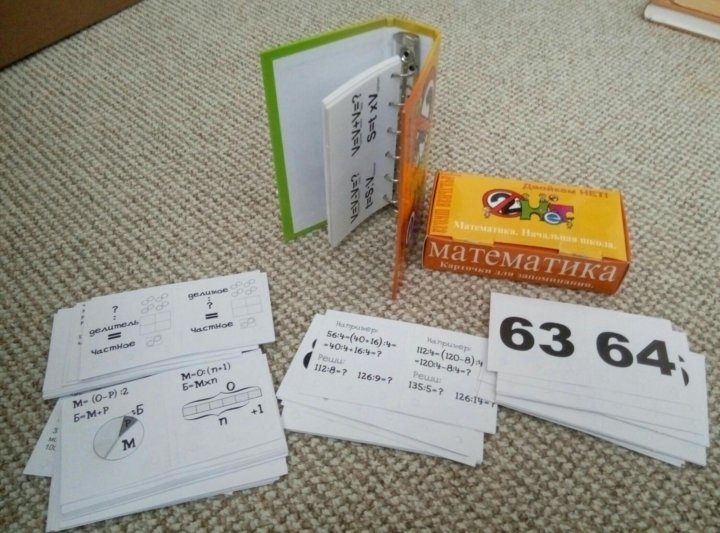 S=t×V
t=S:V
V=V+V=?
V=V-V=?
Двойкам НЕТ!
2 НеТ
Математика. Начальная школа.
математика
Карточки для запоминания.
?
:
делитель
=
частное
делимое
:
?
=
частное
М= (О-Р) :2
Б=М+Р
Р
=Б
М
М=О: (n+1)
Б=М×n
О
n
+1
Например:
56:4=(40+16):4=
=40:4+16:4=?
Реши:
112:8=? 126:9=?
Например:
112:4=(120-8):4
=120:4-8:4=?
Реши:
135:5=? 126:14=?
63 64